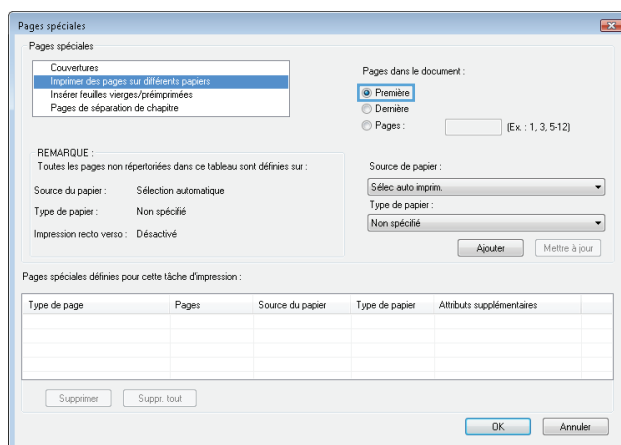 Pages spéciales
Pages spéciales
Couvertures
Imprimer des pages sur différents papiers
Insérer feuilles vierges/préimprimées
Pages de séparation de chapitre
Pages dans le document :
Première
Dernière
Pages : (Ex. : 1, 3, 5-12)
REMARQUE :
Toutes les pages non répertoriées dans ce tableau sont définies sur :
Source du papier : Sélection automatique
Type de papier : Non spécifié
Impression recto verso : Désactivé
Source de papier :
Sélec auto imprim.
Type de papier :
Non spécifié
Ajouter Mettre à jour
Pages spéciales définies pour cette tâche d'impression :
Type de page Pages Source du papier Type de papier Attributs supplémentaires
Supprimer Suppr. tout
OK Annuler